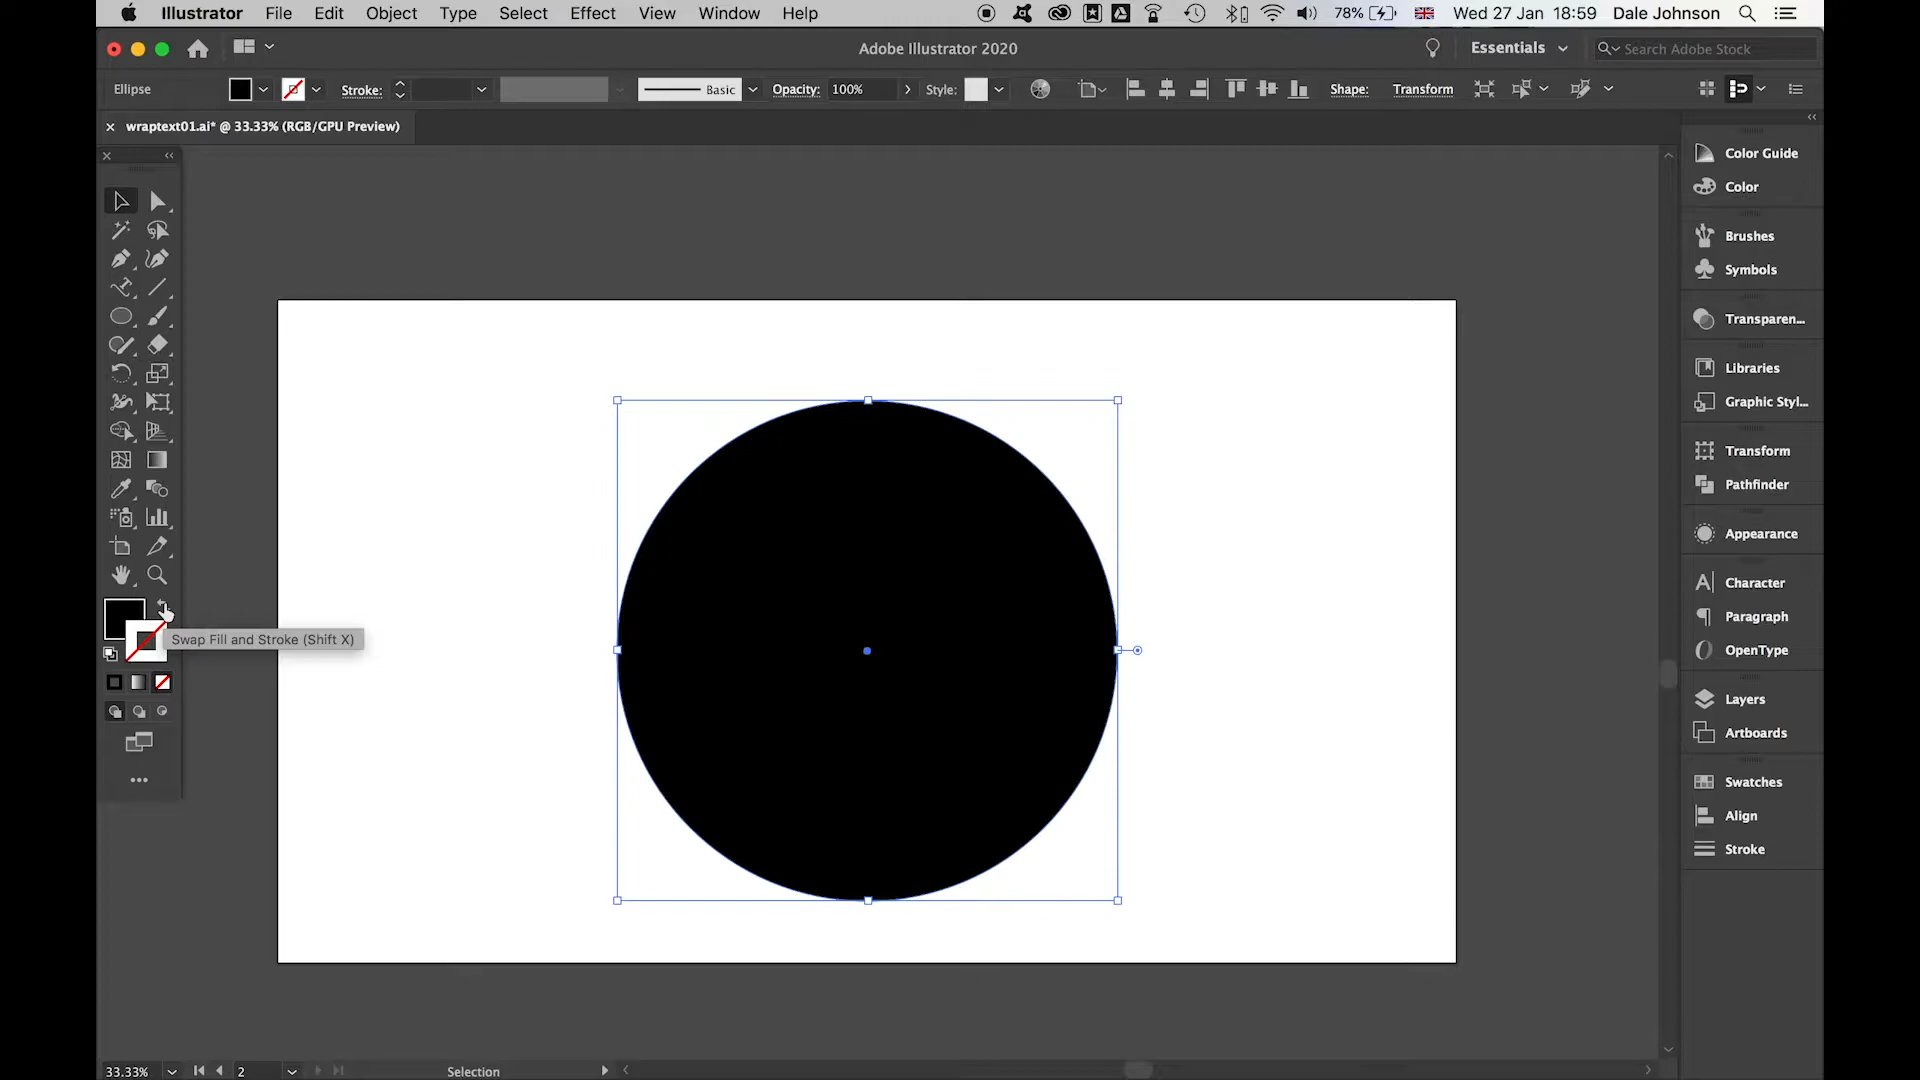 Illustrator File Edit Object Type Select Effect View Window Help 78% Wed 27 Jan 18:59 Dale Johnson
Adobe Illustrator 2020 Essentials Search Adobe Stock
Ellipse Stroke: Basic Opacity: 100% Style: Shape: Transform
wraptext01.ai* @ 33.33% (RGB/GPU Preview)
Color Guide
Color
Brushes
Symbols
Transparen...
Libraries
Graphic Styl...
Transform
Pathfinder
Appearance
Character
Paragraph
OpenType
Layers
Artboards
Swatches
Align
Stroke
Swap Fill and Stroke (Shift X)
33.33% 2 Selection